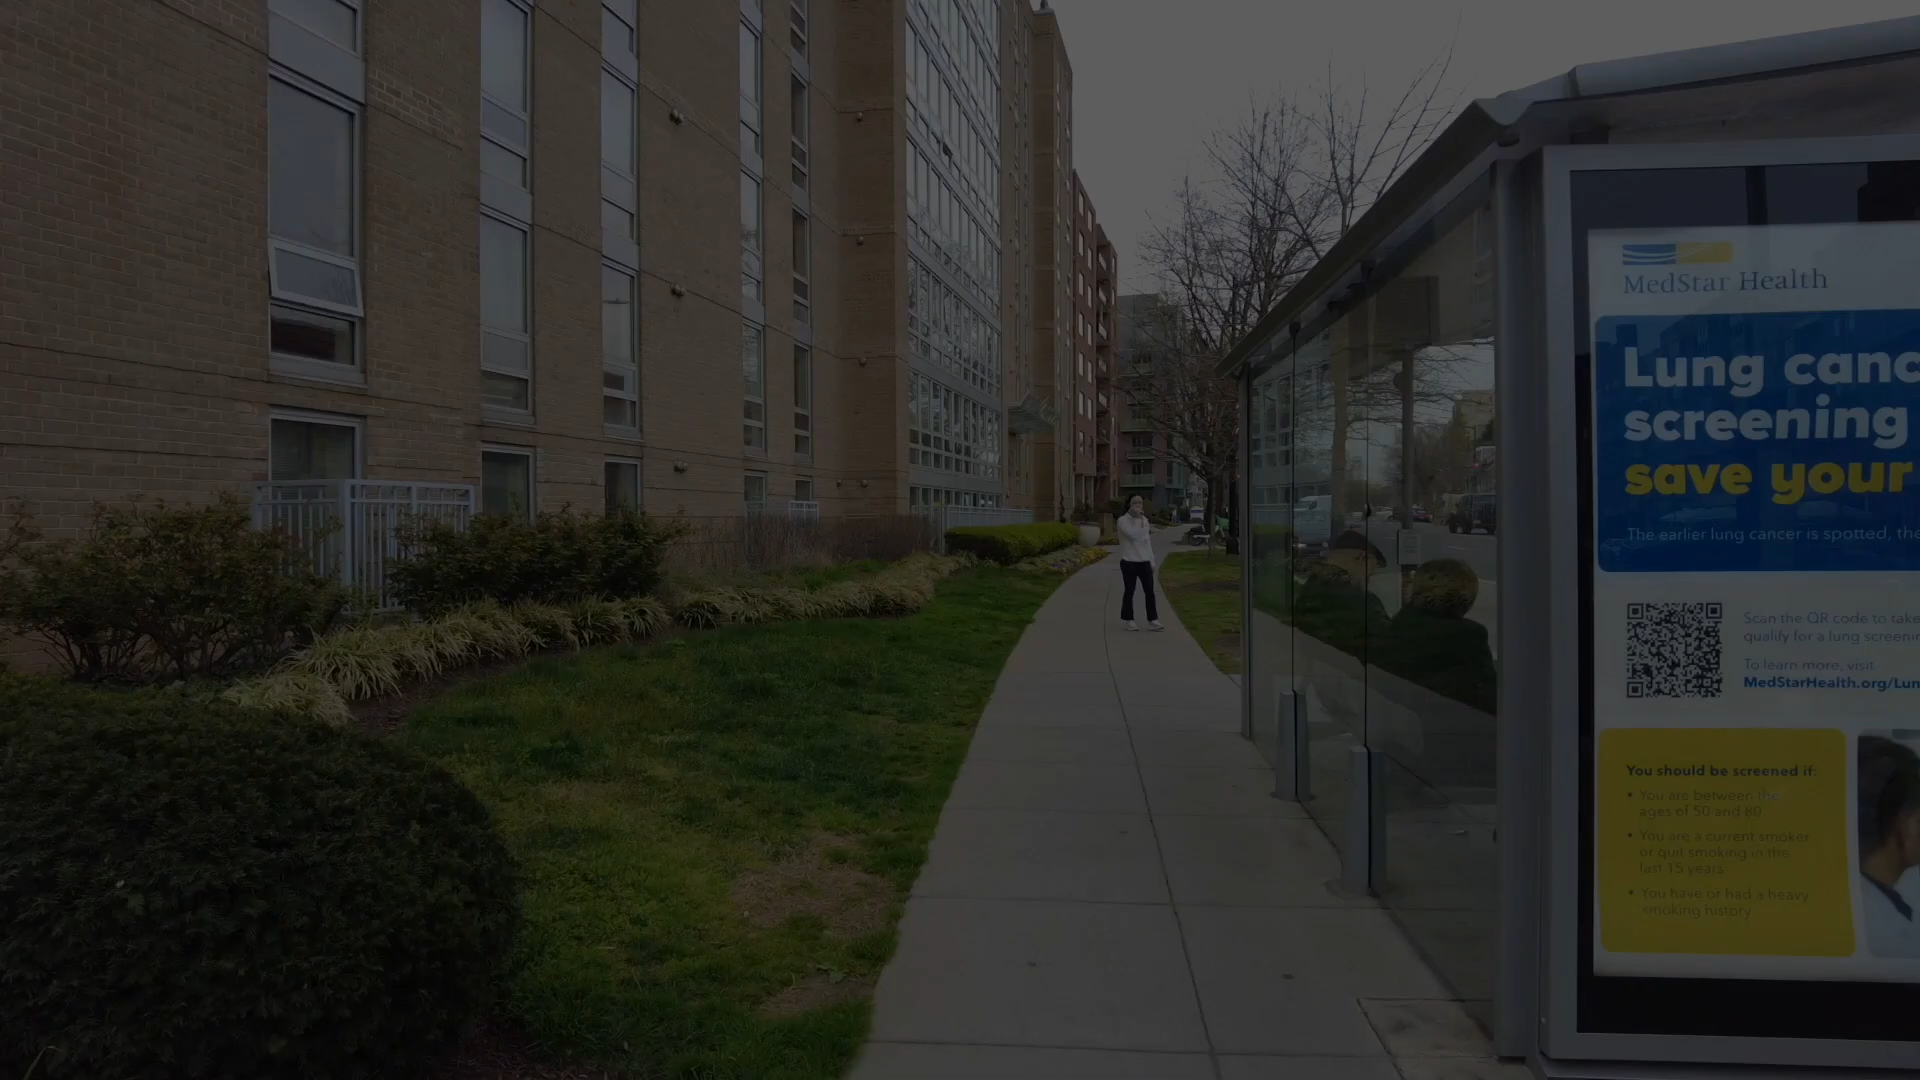 MedStar Health
Lung canc
screening
save your
The earlier lung cancer is spotted, the
Scan the QR code to take
qualify for a lung screenin
To learn more, visit
MedStarHealth.org/Lun
You should be screened if:
• You are between the
ages of 50 and 80
• You are a current smoker
or quit smoking in the
last 15 years
• You have or had a heavy
smoking history